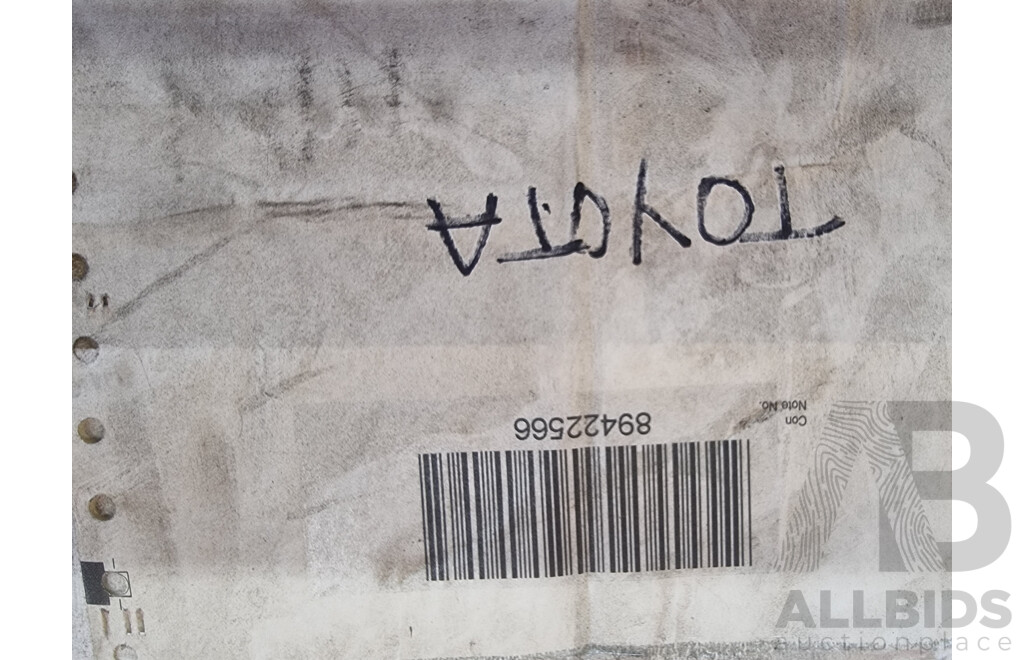 Con
Note No.
89422566
TOYOTA
ALLBIDS
auctionplace